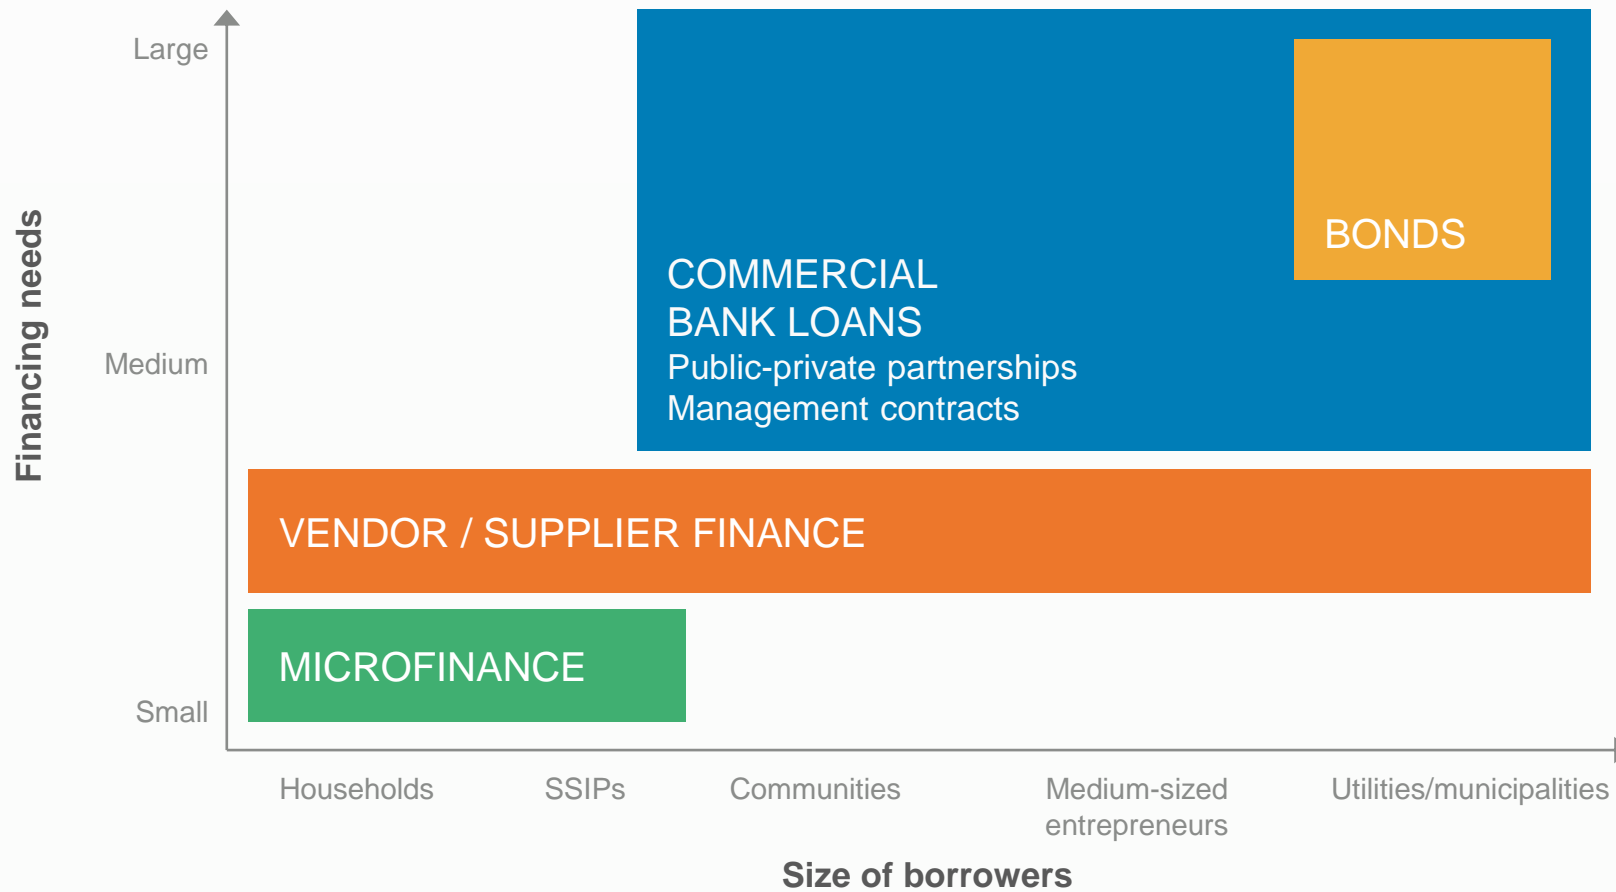 Financing needs
Large
Medium
Small
BONDS
COMMERCIAL
BANK LOANS
Public-private partnerships
Management contracts
VENDOR / SUPPLIER FINANCE
MICROFINANCE
Households
SSIPs
Communities
Medium-sized
entrepreneurs
Utilities/municipalities
Size of borrowers